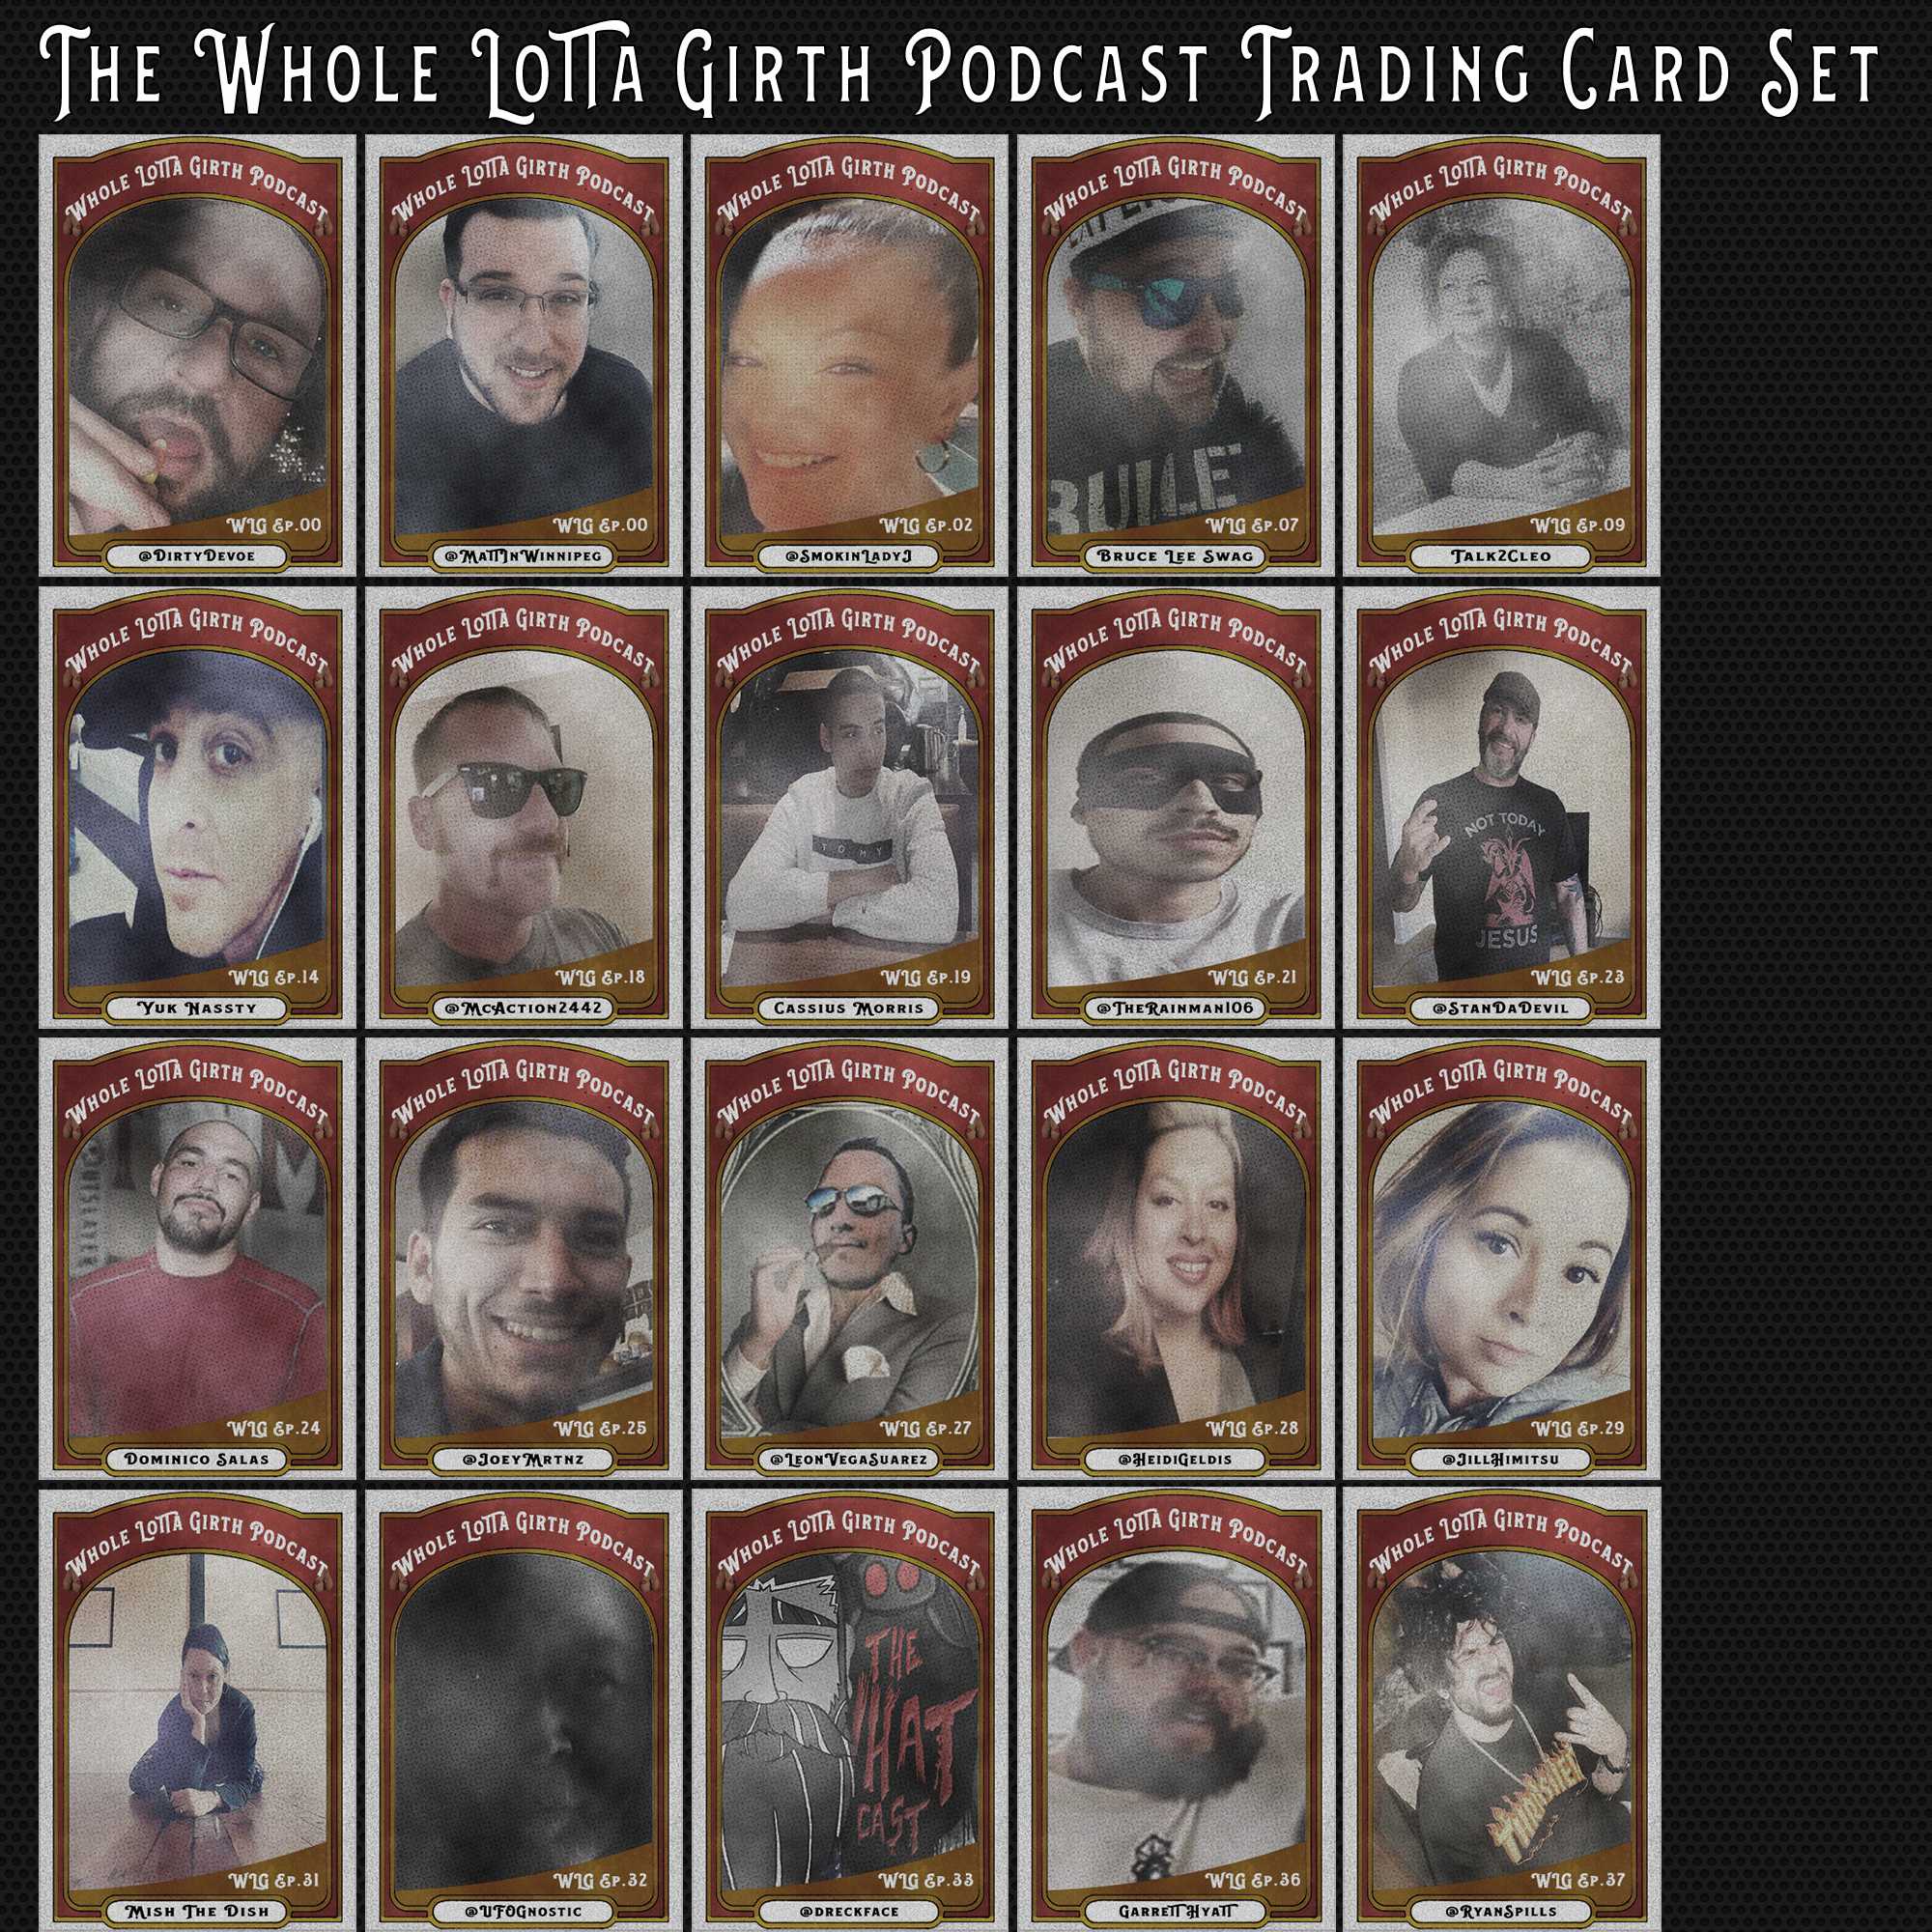 The Whole Lotta Girth Podcast Trading Card Set
Whole Lotta Girth Podcast
WLG Ep.00
@DirtyDevoe
Whole Lotta Girth Podcast
WLG Ep.00
@MattInWinnipeg
Whole Lotta Girth Podcast
WLG Ep.02
@SmokinLadyJ
Whole Lotta Girth Podcast
WLG Ep.07
Bruce Lee Swag
Whole Lotta Girth Podcast
WLG Ep.09
Talk2Cleo
Whole Lotta Girth Podcast
WLG Ep.14
Yuk Nassty
Whole Lotta Girth Podcast
WLG Ep.18
@McAction2442
Whole Lotta Girth Podcast
WLG Ep.19
Cassius Morris
Whole Lotta Girth Podcast
WLG Ep.21
@TheRainman106
Whole Lotta Girth Podcast
NOT TODAY
JESUS
WLG Ep.23
@StanDaDevil
Whole Lotta Girth Podcast
WLG Ep.24
Dominico Salas
Whole Lotta Girth Podcast
WLG Ep.25
@JoeyMrtnz
Whole Lotta Girth Podcast
WLG Ep.27
@LeonVegaSuarez
Whole Lotta Girth Podcast
WLG Ep.28
@HeidiGeldis
Whole Lotta Girth Podcast
WLG Ep.29
@JillHimitsu
Whole Lotta Girth Podcast
WLG Ep.31
Mish The Dish
Whole Lotta Girth Podcast
WLG Ep.32
@UFOGnostic
Whole Lotta Girth Podcast
THE
WHAT
CAST
WLG Ep.33
@dreckface
Whole Lotta Girth Podcast
WLG Ep.36
Garrett Hyatt
Whole Lotta Girth Podcast
THRASHER
WLG Ep.37
@RyanSpills